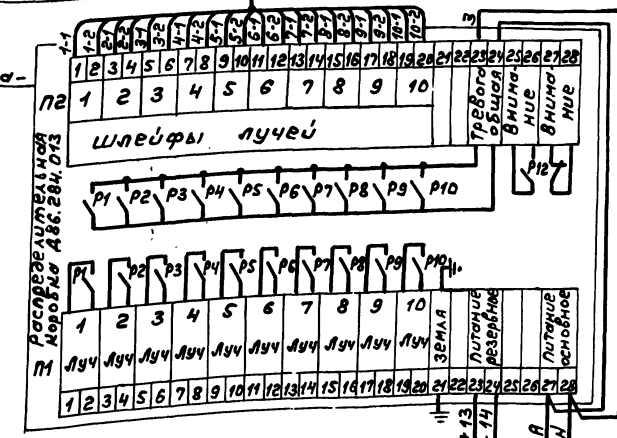 1-1 1-2 2-1 2-2 3-1 3-2 4-1 4-2 5-1 5-2 6-1 6-2 7-1 7-2 8-1 8-2 9-1 9-2 10-1 10-2
3
а-
1 2 3 4 5 6 7 8 9 10 11 12 13 14 15 16 17 18 19 20 21 22 23 24 25 26 27 28
П2
1 2 3 4 5 6 7 8 9 10
тревога общая
Внима-ние
Внима-ние
шлейфы лучей
Распределительная
коробка Д86.284.013
Р1 Р2 Р3 Р4 Р5 Р6 Р7 Р8 Р9 Р10
Р12
Р1 Р2 Р3 Р4 Р5 Р6 Р7 Р8 Р9 Р10
1 2 3 4 5 6 7 8 9 10
П1
Луч Луч Луч Луч Луч Луч Луч Луч Луч Луч
земля
питание резервное
питание основное
1 2 3 4 5 6 7 8 9 10 11 12 13 14 15 16 17 18 19 20 21 22 23 24 25 26 27 28
+13
-14
А
N